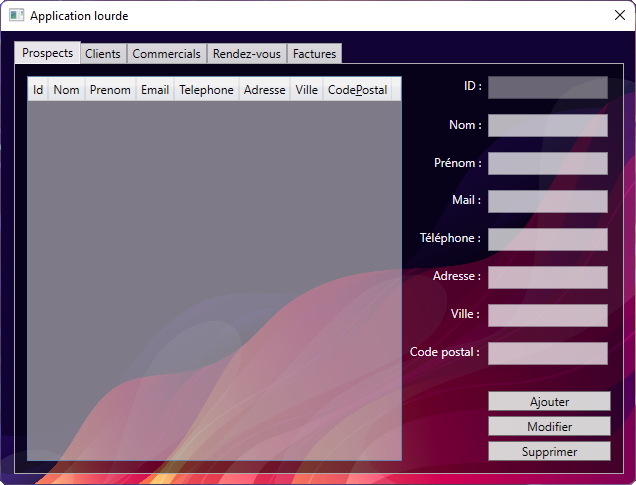 Application lourde
Prospects Clients Commercials Rendez-vous Factures
Id Nom Prenom Email Telephone Adresse Ville CodePostal
ID :
Nom :
Prénom :
Mail :
Téléphone :
Adresse :
Ville :
Code postal :
Ajouter
Modifier
Supprimer